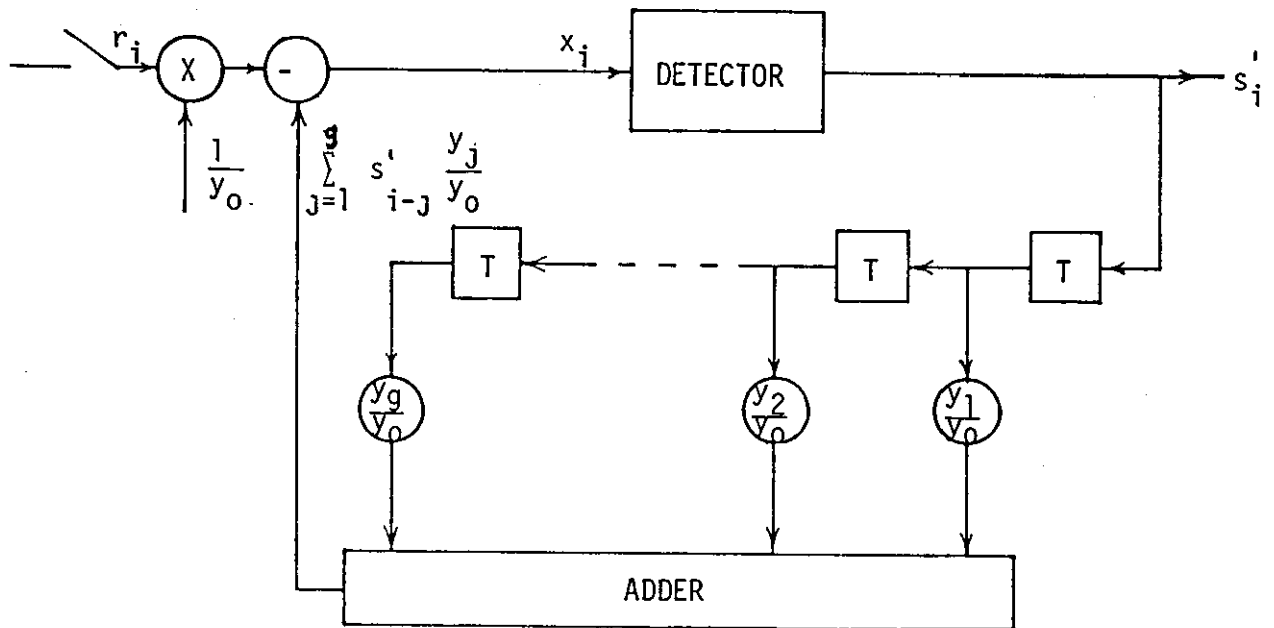 r_i
X
-
x_i
DETECTOR
s'_i
1/y_o
g
∑ s'_{i-j} y_j/y_o
j=1
T
T
T
y_g/y_o
y_2/y_o
y_1/y_o
ADDER